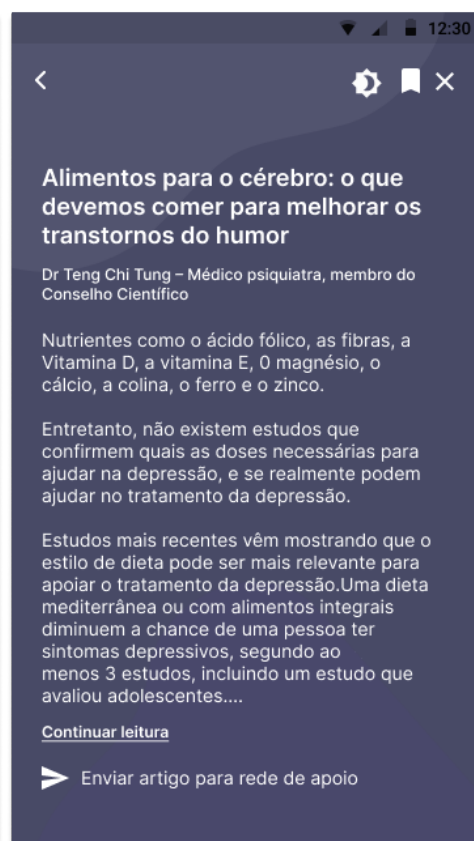 12:30
Alimentos para o cérebro: o que
devemos comer para melhorar os
transtornos do humor
Dr Teng Chi Tung – Médico psiquiatra, membro do
Conselho Científico
Nutrientes como o ácido fólico, as fibras, a
Vitamina D, a vitamina E, 0 magnésio, o
cálcio, a colina, o ferro e o zinco.
Entretanto, não existem estudos que
confirmem quais as doses necessárias para
ajudar na depressão, e se realmente podem
ajudar no tratamento da depressão.
Estudos mais recentes vêm mostrando que o
estilo de dieta pode ser mais relevante para
apoiar o tratamento da depressão.Uma dieta
mediterrânea ou com alimentos integrais
diminuem a chance de uma pessoa ter
sintomas depressivos, segundo ao
menos 3 estudos, incluindo um estudo que
avaliou adolescentes....
Continuar leitura
Enviar artigo para rede de apoio